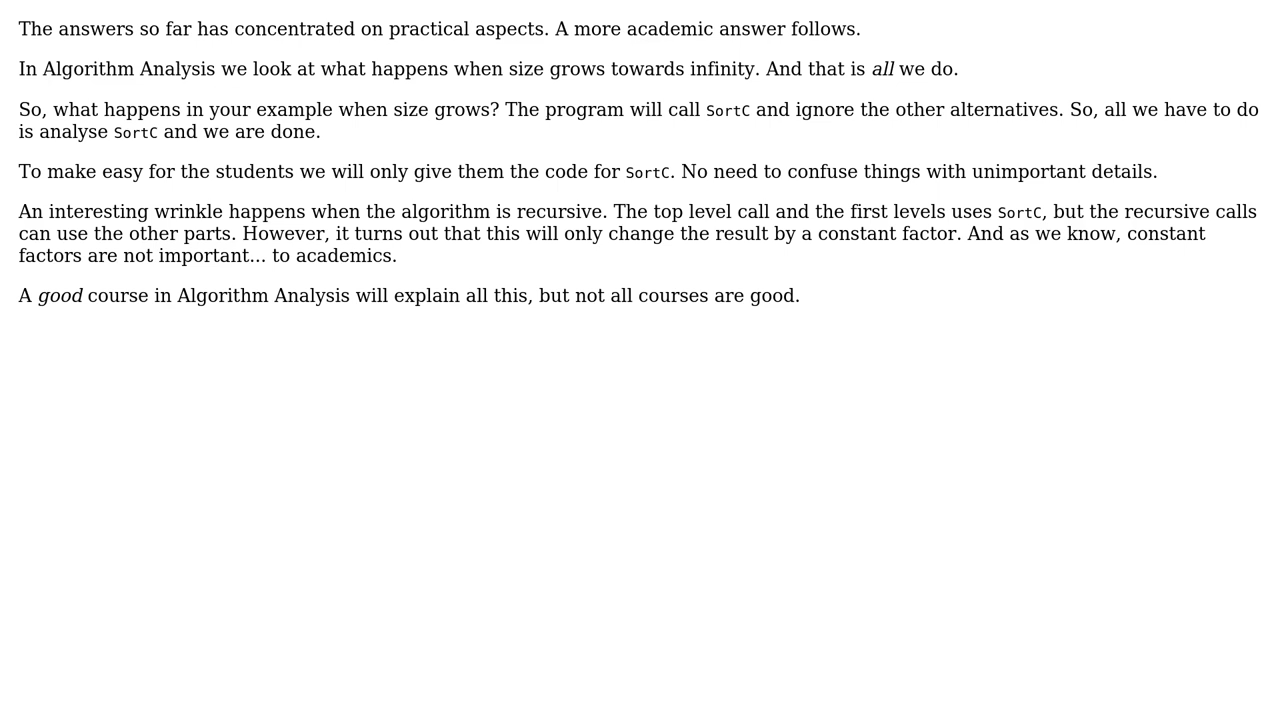 The answers so far has concentrated on practical aspects. A more academic answer follows.
In Algorithm Analysis we look at what happens when size grows towards infinity. And that is all we do.
So, what happens in your example when size grows? The program will call SortC and ignore the other alternatives. So, all we have to do
is analyse SortC and we are done.
To make easy for the students we will only give them the code for SortC. No need to confuse things with unimportant details.
An interesting wrinkle happens when the algorithm is recursive. The top level call and the first levels uses SortC, but the recursive calls
can use the other parts. However, it turns out that this will only change the result by a constant factor. And as we know, constant
factors are not important... to academics.
A good course in Algorithm Analysis will explain all this, but not all courses are good.